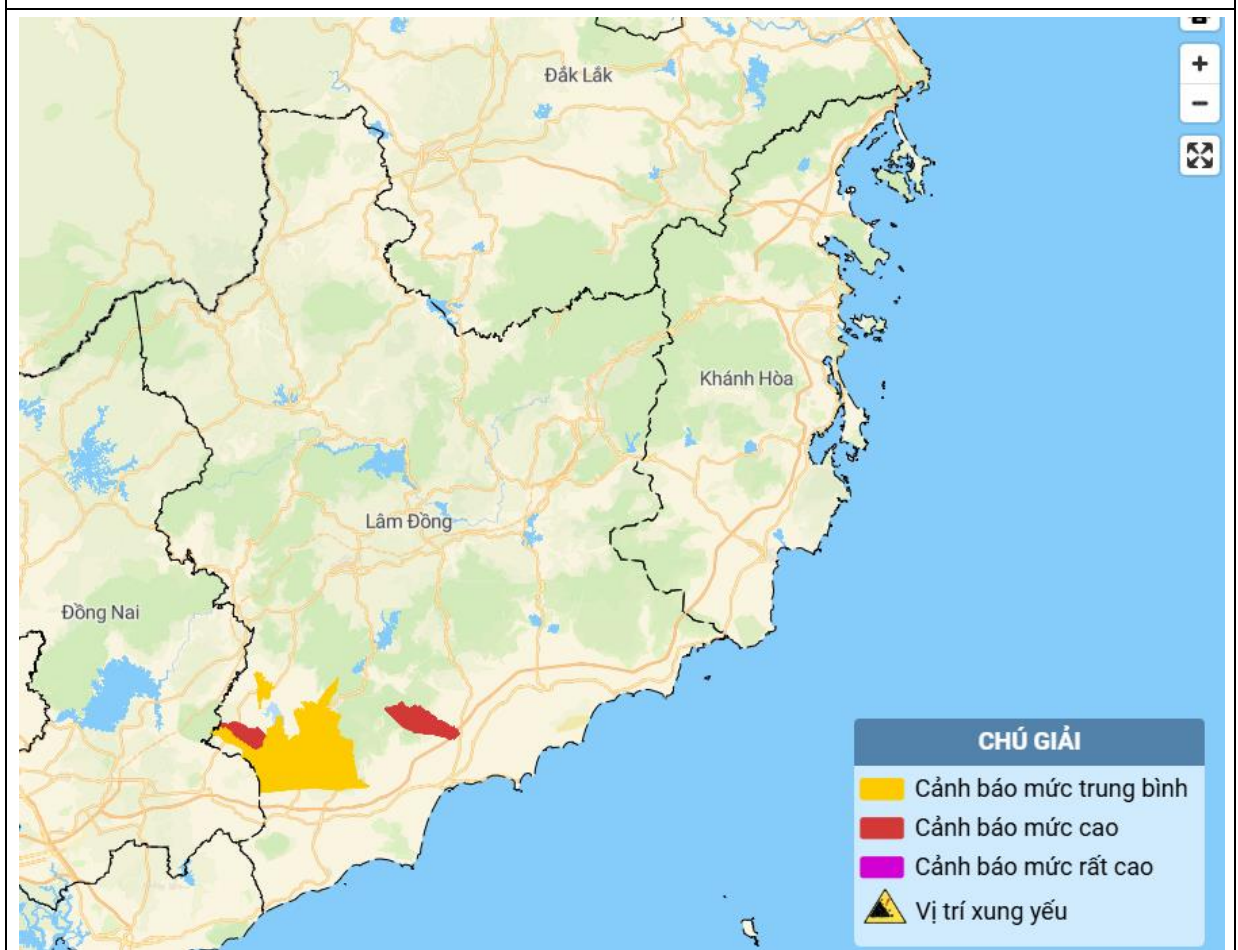 Đắk Lắk
+
−
Khánh Hòa
Lâm Đồng
Đồng Nai
CHÚ GIẢI
Cảnh báo mức trung bình
Cảnh báo mức cao
Cảnh báo mức rất cao
Vị trí xung yếu